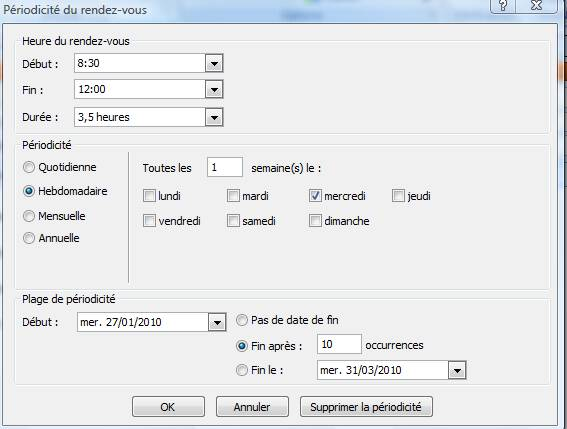 Périodicité du rendez-vous
Heure du rendez-vous
Début : 8:30
Fin : 12:00
Durée : 3,5 heures
Périodicité
Quotidienne
Hebdomadaire
Mensuelle
Annuelle
Toutes les 1 semaine(s) le :
lundi mardi mercredi jeudi
vendredi samedi dimanche
Plage de périodicité
Début : mer. 27/01/2010
Pas de date de fin
Fin après : 10 occurrences
Fin le : mer. 31/03/2010
OK Annuler Supprimer la périodicité